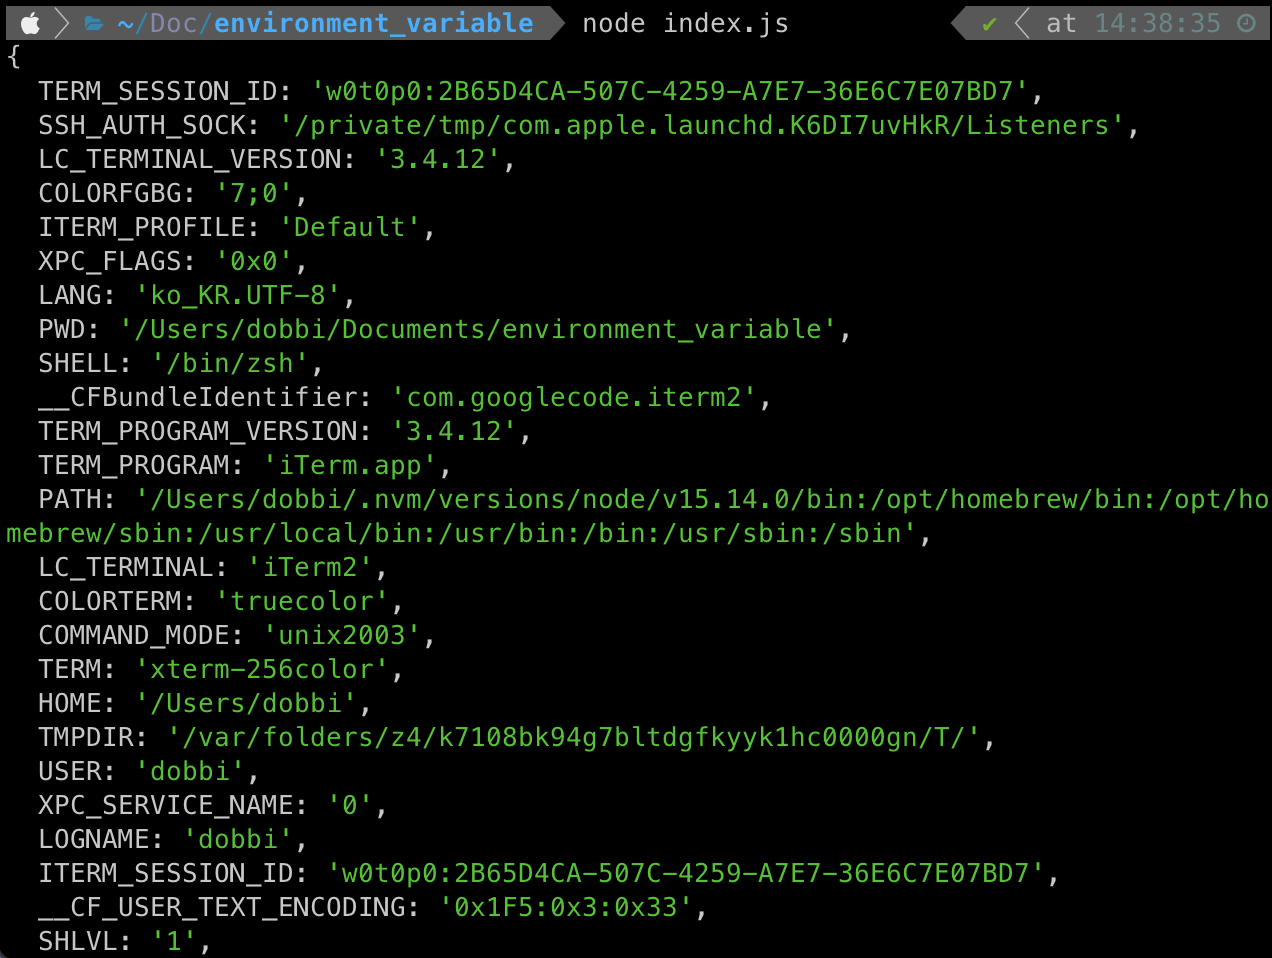 ~/Doc/environment_variable node index.js ✔ at 14:38:35
{
TERM_SESSION_ID: 'w0t0p0:2B65D4CA-507C-4259-A7E7-36E6C7E07BD7',
SSH_AUTH_SOCK: '/private/tmp/com.apple.launchd.K6DI7uvHkR/Listeners',
LC_TERMINAL_VERSION: '3.4.12',
COLORFGBG: '7;0',
ITERM_PROFILE: 'Default',
XPC_FLAGS: '0x0',
LANG: 'ko_KR.UTF-8',
PWD: '/Users/dobbi/Documents/environment_variable',
SHELL: '/bin/zsh',
__CFBundleIdentifier: 'com.googlecode.iterm2',
TERM_PROGRAM_VERSION: '3.4.12',
TERM_PROGRAM: 'iTerm.app',
PATH: '/Users/dobbi/.nvm/versions/node/v15.14.0/bin:/opt/homebrew/bin:/opt/ho
mebrew/sbin:/usr/local/bin:/usr/bin:/bin:/usr/sbin:/sbin',
LC_TERMINAL: 'iTerm2',
COLORTERM: 'truecolor',
COMMAND_MODE: 'unix2003',
TERM: 'xterm-256color',
HOME: '/Users/dobbi',
TMPDIR: '/var/folders/z4/k7108bk94g7bltdgfkyyk1hc0000gn/T/',
USER: 'dobbi',
XPC_SERVICE_NAME: '0',
LOGNAME: 'dobbi',
ITERM_SESSION_ID: 'w0t0p0:2B65D4CA-507C-4259-A7E7-36E6C7E07BD7',
__CF_USER_TEXT_ENCODING: '0x1F5:0x3:0x33',
SHLVL: '1',